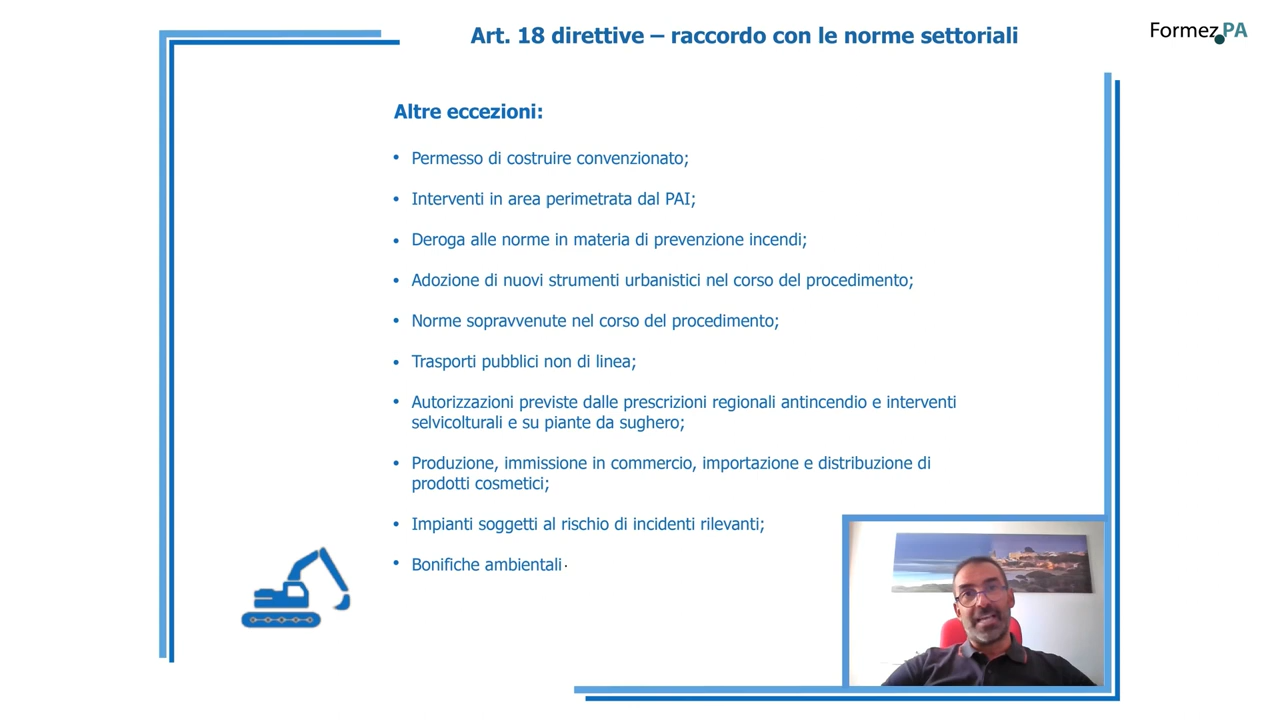 Art. 18 direttive – raccordo con le norme settoriali
Formez PA
Altre eccezioni:
• Permesso di costruire convenzionato;
• Interventi in area perimetrata dal PAI;
• Deroga alle norme in materia di prevenzione incendi;
• Adozione di nuovi strumenti urbanistici nel corso del procedimento;
• Norme sopravvenute nel corso del procedimento;
• Trasporti pubblici non di linea;
• Autorizzazioni previste dalle prescrizioni regionali antincendio e interventi
selvicolturali e su piante da sughero;
• Produzione, immissione in commercio, importazione e distribuzione di
prodotti cosmetici;
• Impianti soggetti al rischio di incidenti rilevanti;
• Bonifiche ambientali.